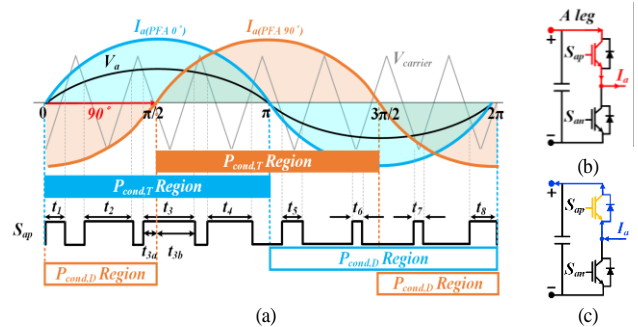 I_a(PFA 0°)
I_a(PFA 90°)
V_a
V_carrier
0
90°
π/2
π
3π/2
2π
P_cond,T Region
P_cond,T Region
t_1
t_2
t_3
t_4
t_5
t_6
t_7
t_8
S_ap
t_3a
t_3b
P_cond,D Region
P_cond,D Region
P_cond,D Region
(a)
A leg
S_ap
I_a
S_an
(b)
S_ap
I_a
S_an
(c)